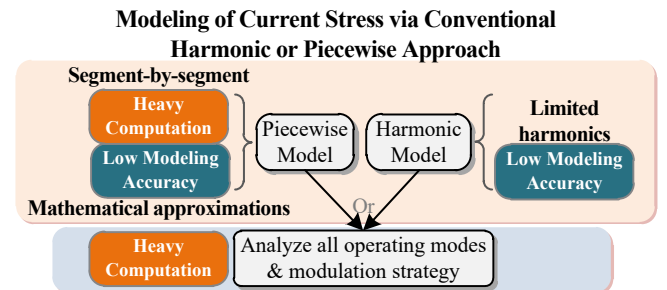 Modeling of Current Stress via Conventional
Harmonic or Piecewise Approach
Segment-by-segment
Heavy
Computation
Low Modeling
Accuracy
Mathematical approximations
Piecewise
Model
Harmonic
Model
Limited
harmonics
Low Modeling
Accuracy
Or
Heavy
Computation
Analyze all operating modes
& modulation strategy